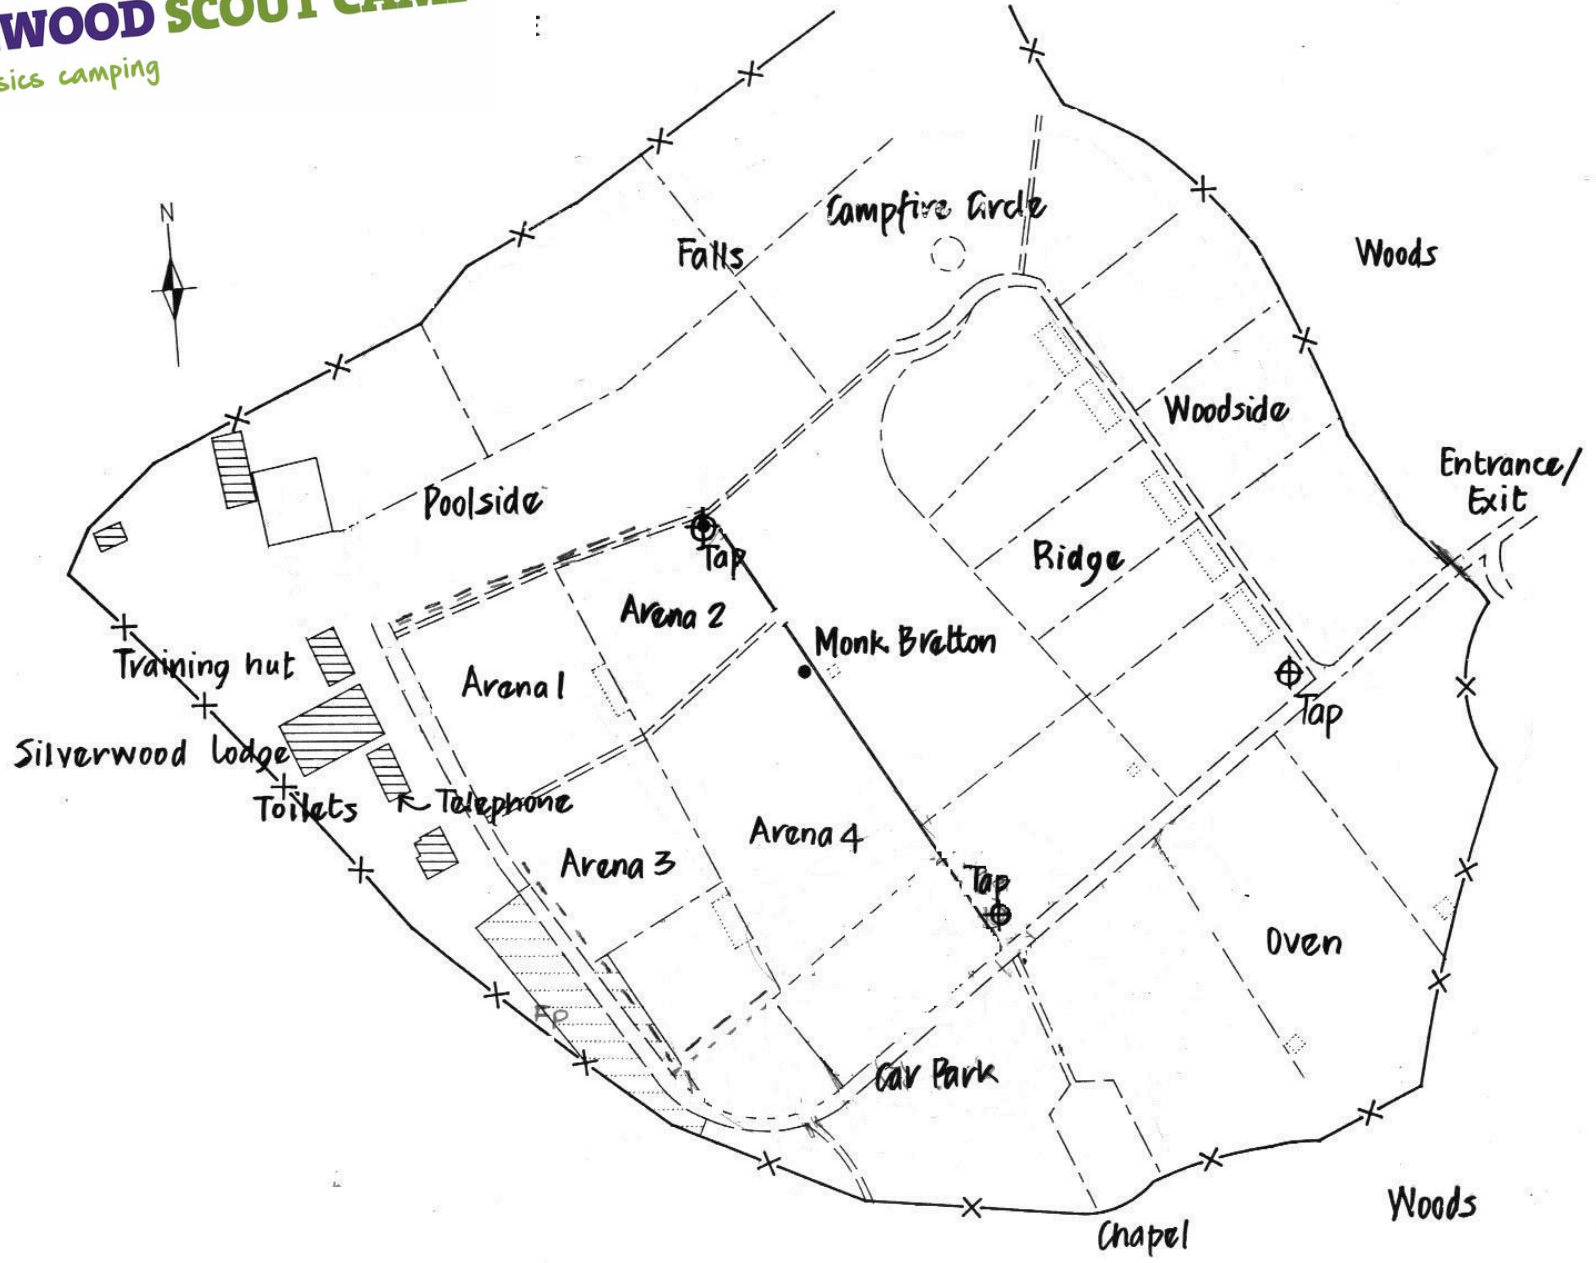 WOOD SCOUT CAMP
sics camping
N
Campfire Circle
Falls
Woods
Woodside
Entrance/
Exit
Poolside
Tap
Ridge
Arena 2
Monk Bretton
Training hut
Arena 1
Tap
Silverwood lodge
Toilets
Telephone
Arena 4
Arena 3
Tap
Oven
FP
Car Park
Woods
Chapel